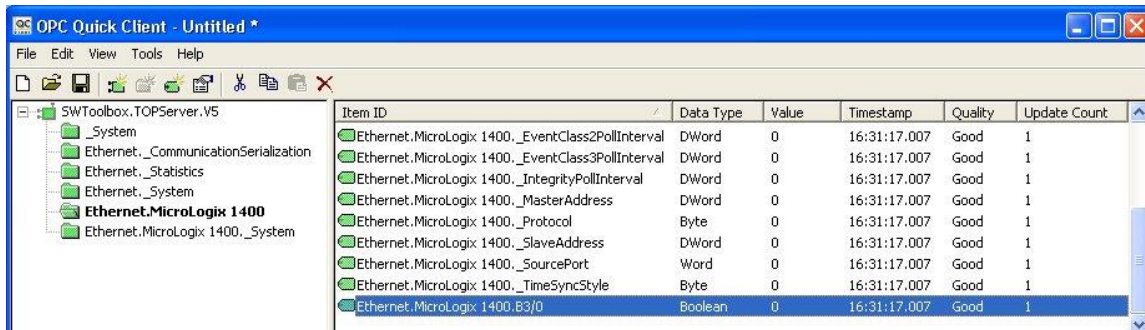 OPC Quick Client - Untitled *
File Edit View Tools Help
SWToolbox.TOPServer.V5
_System
Ethernet._CommunicationSerialization
Ethernet._Statistics
Ethernet._System
Ethernet.MicroLogix 1400
Ethernet.MicroLogix 1400._System
Item ID Data Type Value Timestamp Quality Update Count
Ethernet.MicroLogix 1400._EventClass2PollInterval DWord 0 16:31:17.007 Good 1
Ethernet.MicroLogix 1400._EventClass3PollInterval DWord 0 16:31:17.007 Good 1
Ethernet.MicroLogix 1400._IntegrityPollInterval DWord 0 16:31:17.007 Good 1
Ethernet.MicroLogix 1400._MasterAddress DWord 0 16:31:17.007 Good 1
Ethernet.MicroLogix 1400._Protocol Byte 0 16:31:17.007 Good 1
Ethernet.MicroLogix 1400._SlaveAddress DWord 0 16:31:17.007 Good 1
Ethernet.MicroLogix 1400._SourcePort Word 0 16:31:17.007 Good 1
Ethernet.MicroLogix 1400._TimeSyncStyle Byte 0 16:31:17.007 Good 1
Ethernet.MicroLogix 1400.B3/0 Boolean 0 16:31:17.007 Good 1